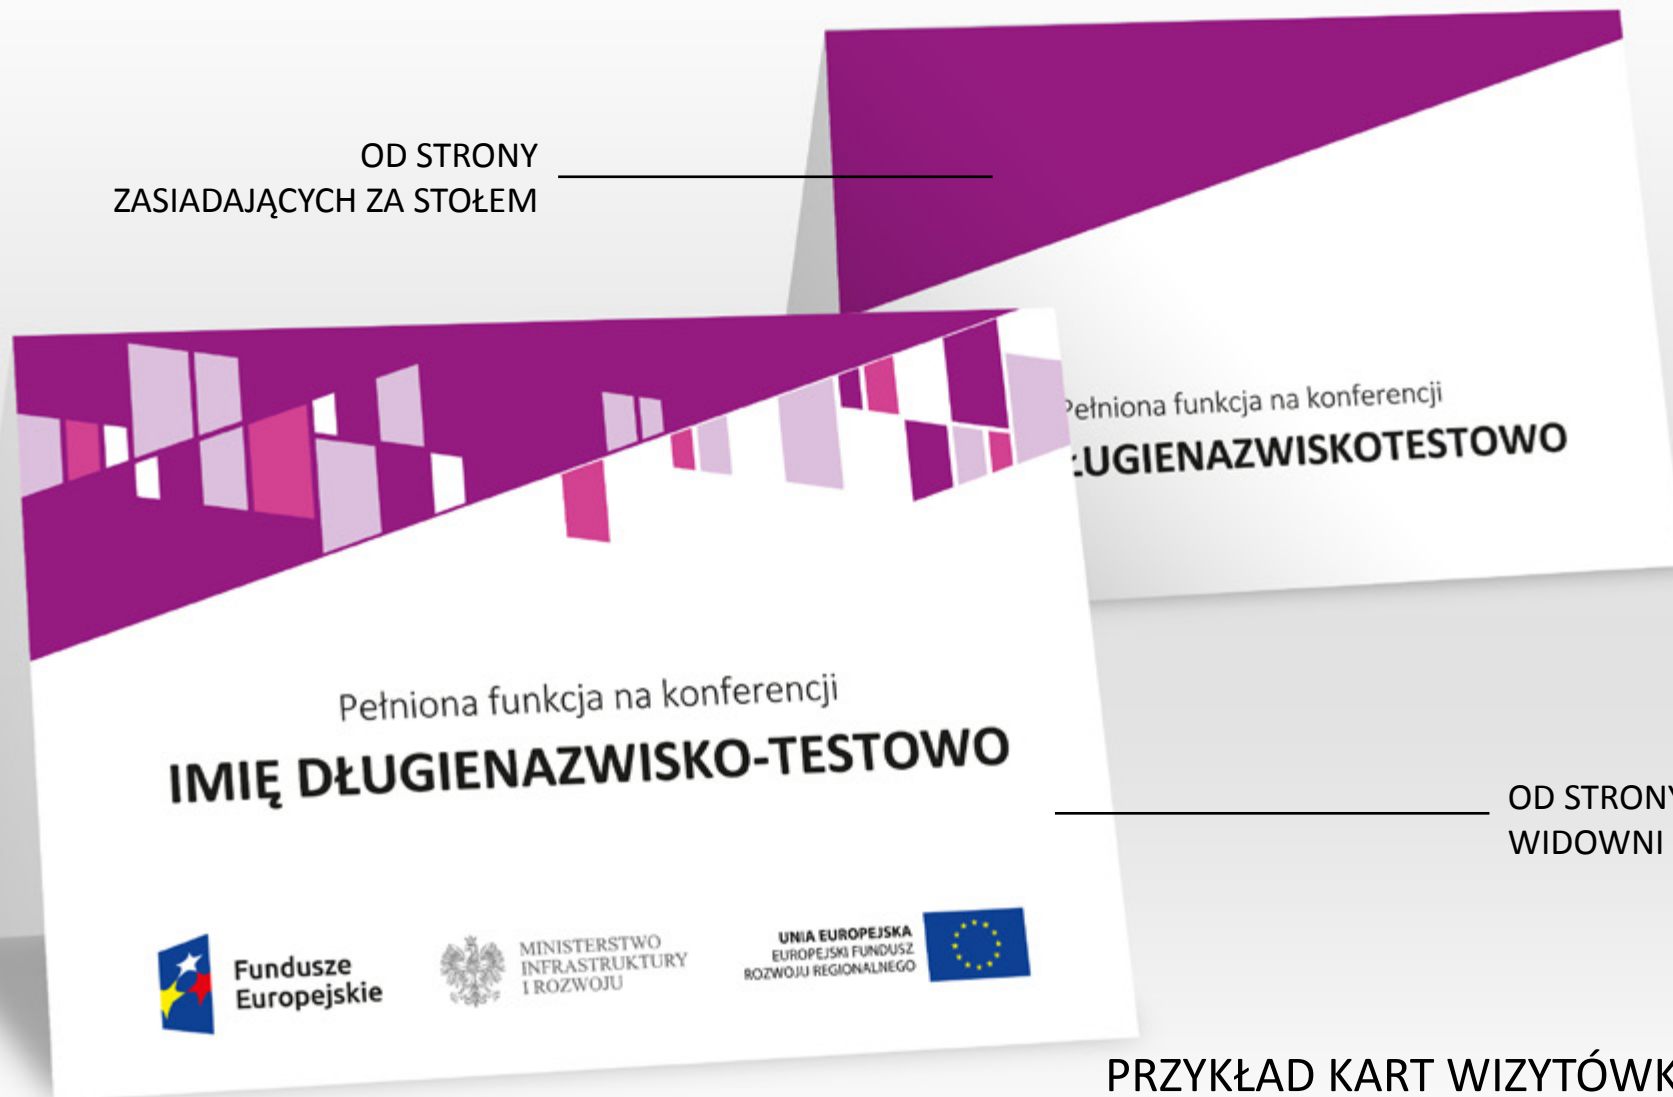 OD STRONY
ZASIADAJĄCYCH ZA STOŁEM
Pełniona funkcja na konferencji
ŁUGIENAZWISKOTESTOWO
Pełniona funkcja na konferencji
IMIĘ DŁUGIENAZWISKO-TESTOWO
OD STRONY
WIDOWNI
Fundusze
Europejskie
MINISTERSTWO
INFRASTRUKTURY
I ROZWOJU
UNIA EUROPEJSKA
EUROPEJSKI FUNDUSZ
ROZWOJU REGIONALNEGO
PRZYKŁAD KART WIZYTÓWK